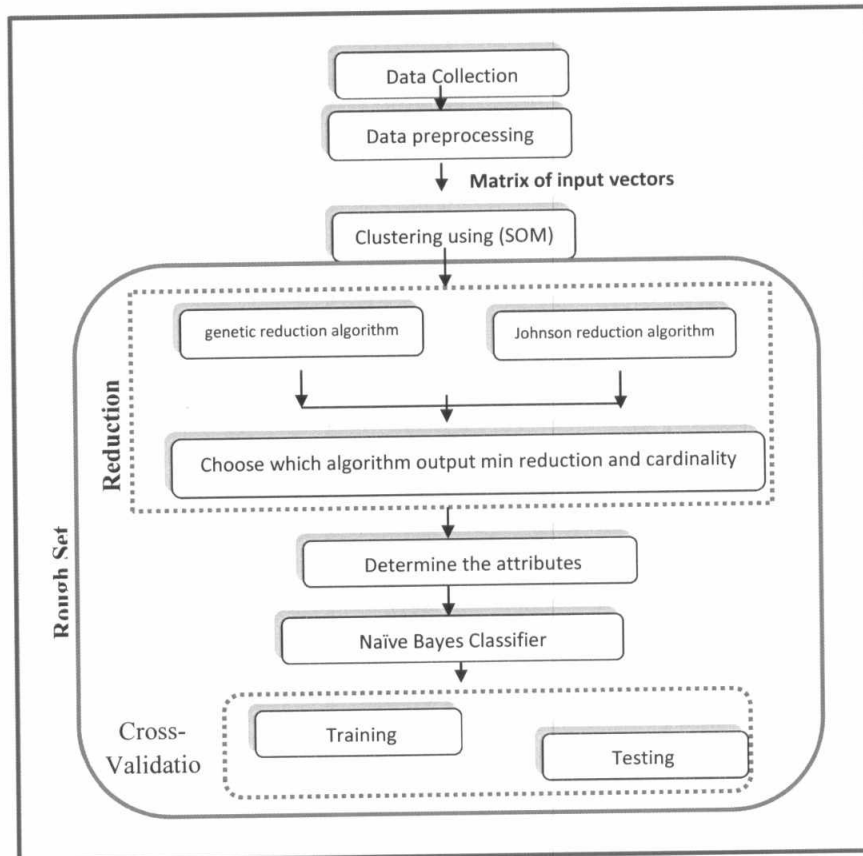 Data Collection
Data preprocessing
Matrix of input vectors
Clustering using (SOM)
genetic reduction algorithm
Johnson reduction algorithm
Reduction
Choose which algorithm output min reduction and cardinality
Determine the attributes
Rough Set
Naïve Bayes Classifier
Cross-
Validatio
Training
Testing